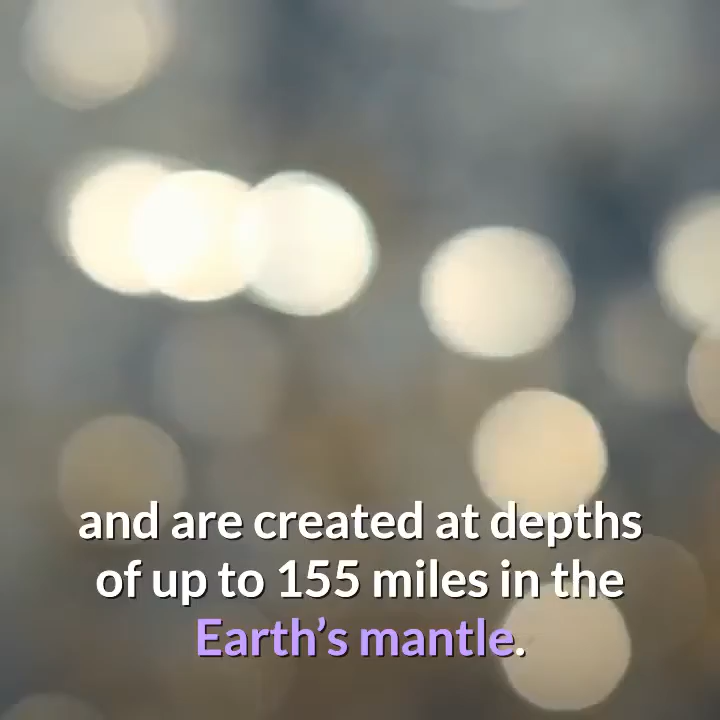 and are created at depths
of up to 155 miles in the
Earth’s mantle.